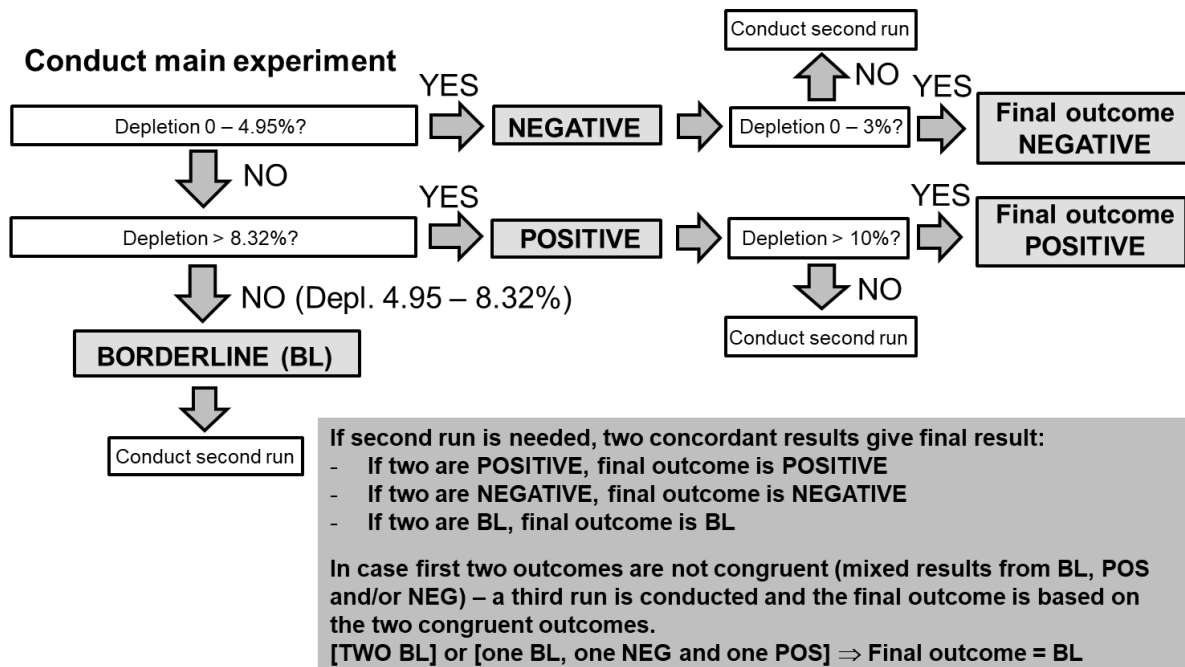 Conduct second run
Conduct main experiment
YES
NO
YES
Depletion 0 – 4.95%?
NEGATIVE
Depletion 0 – 3%?
Final outcome
NEGATIVE
NO
YES
YES
Depletion > 8.32%?
POSITIVE
Depletion > 10%?
Final outcome
POSITIVE
NO (Depl. 4.95 – 8.32%)
NO
Conduct second run
BORDERLINE (BL)
Conduct second run
If second run is needed, two concordant results give final result:
- If two are POSITIVE, final outcome is POSITIVE
- If two are NEGATIVE, final outcome is NEGATIVE
- If two are BL, final outcome is BL
In case first two outcomes are not congruent (mixed results from BL, POS
and/or NEG) – a third run is conducted and the final outcome is based on
the two congruent outcomes.
[TWO BL] or [one BL, one NEG and one POS] ⇒ Final outcome = BL